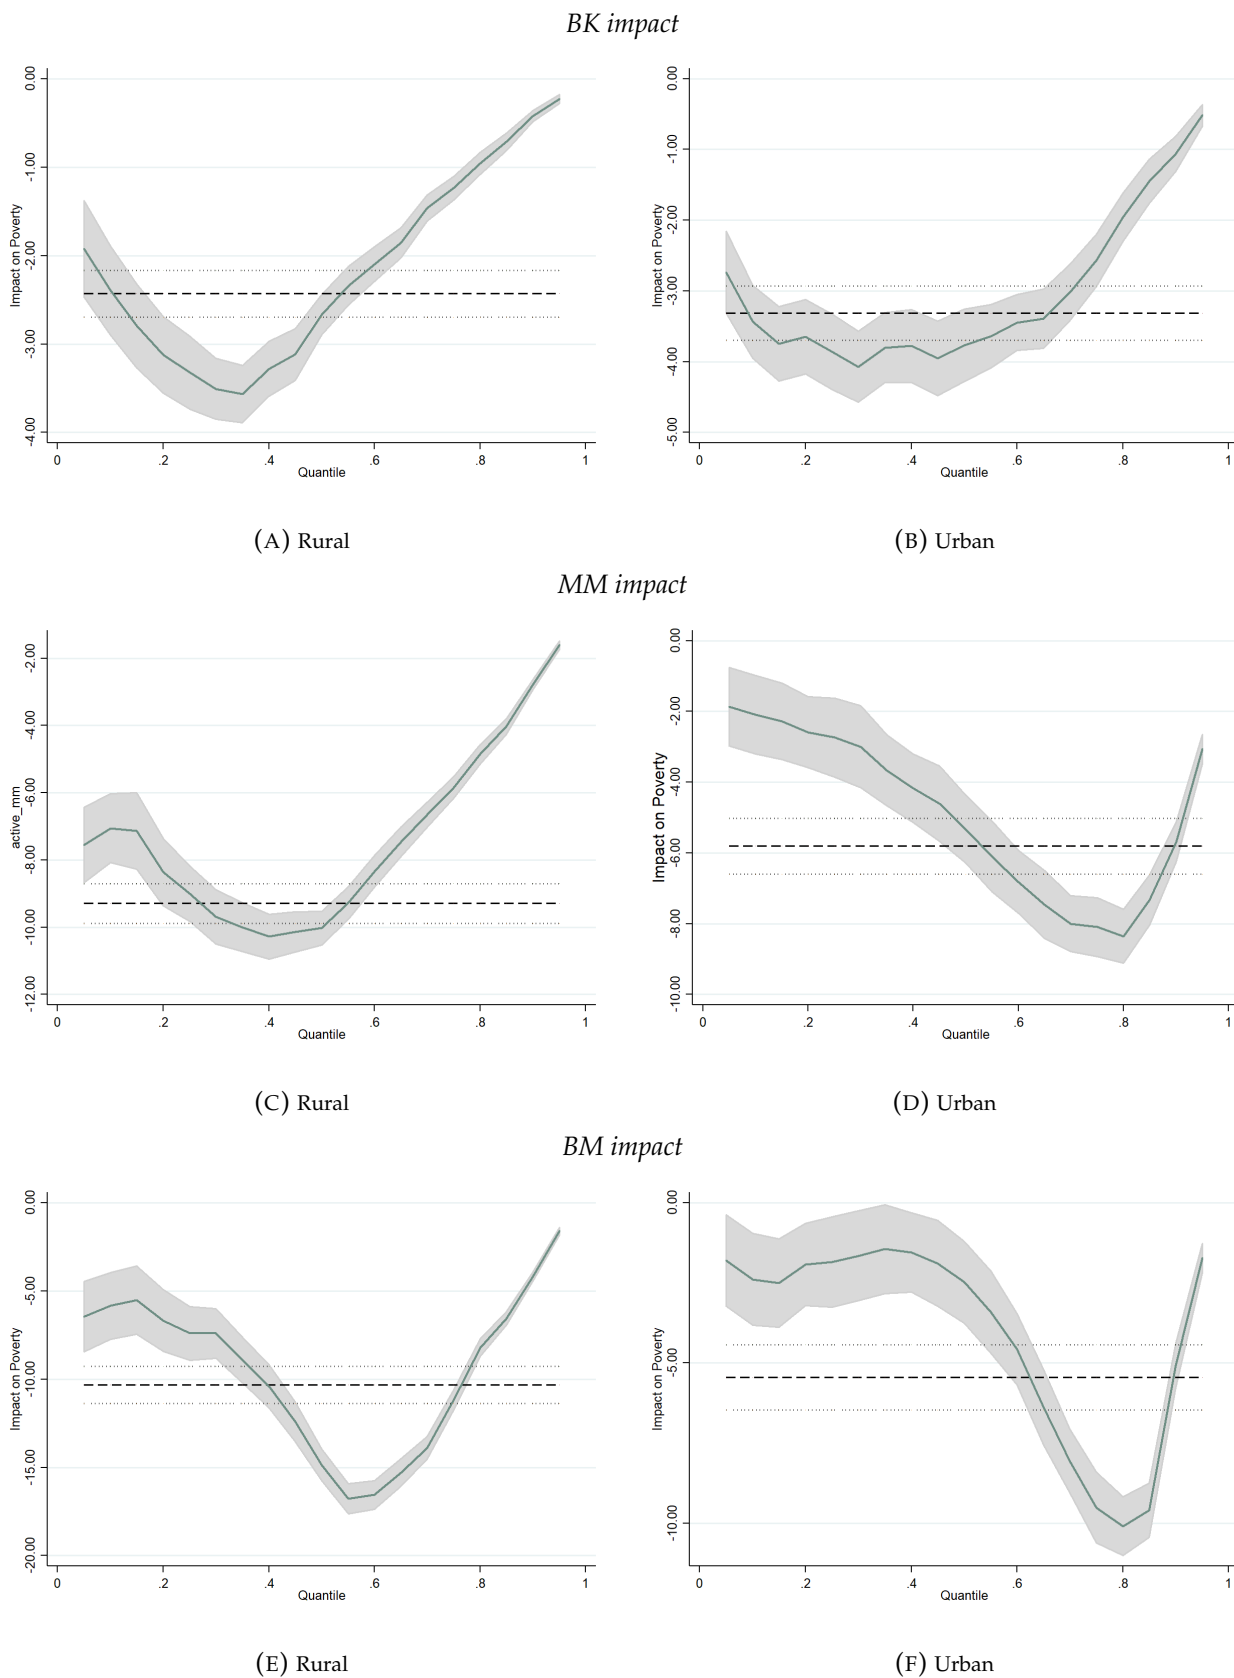 BK impact
0.00
-1.00
-2.00
-3.00
-4.00
Impact on Poverty
0 .2 .4 .6 .8 1
Quantile
(A) Rural
0.00
-1.00
-2.00
-3.00
-4.00
-5.00
Impact on Poverty
0 .2 .4 .6 .8 1
Quantile
(B) Urban
MM impact
-2.00
-4.00
-6.00
-8.00
-10.00
-12.00
active_mm
0 .2 .4 .6 .8 1
Quantile
(C) Rural
0.00
-2.00
-4.00
-6.00
-8.00
-10.00
Impact on Poverty
0 .2 .4 .6 .8 1
Quantile
(D) Urban
BM impact
0.00
-5.00
-10.00
-15.00
-20.00
Impact on Poverty
0 .2 .4 .6 .8 1
Quantile
(E) Rural
0.00
-5.00
-10.00
Impact on Poverty
0 .2 .4 .6 .8 1
Quantile
(F) Urban